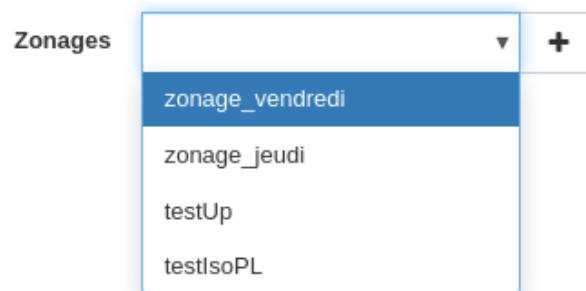 Zonages
zonage_vendredi
zonage_jeudi
testUp
testIsoPL